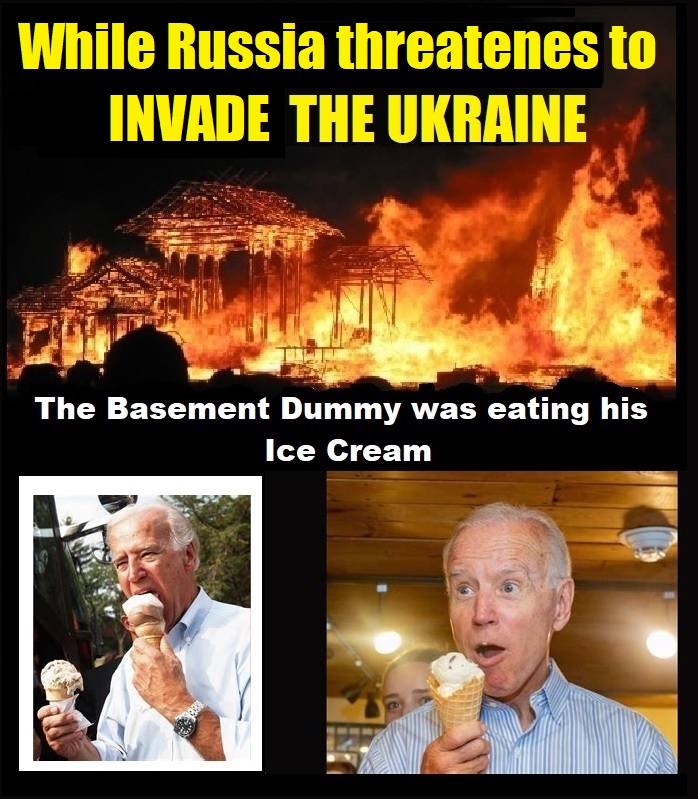 While Russia threatenes to
INVADE THE UKRAINE
The Basement Dummy was eating his
Ice Cream